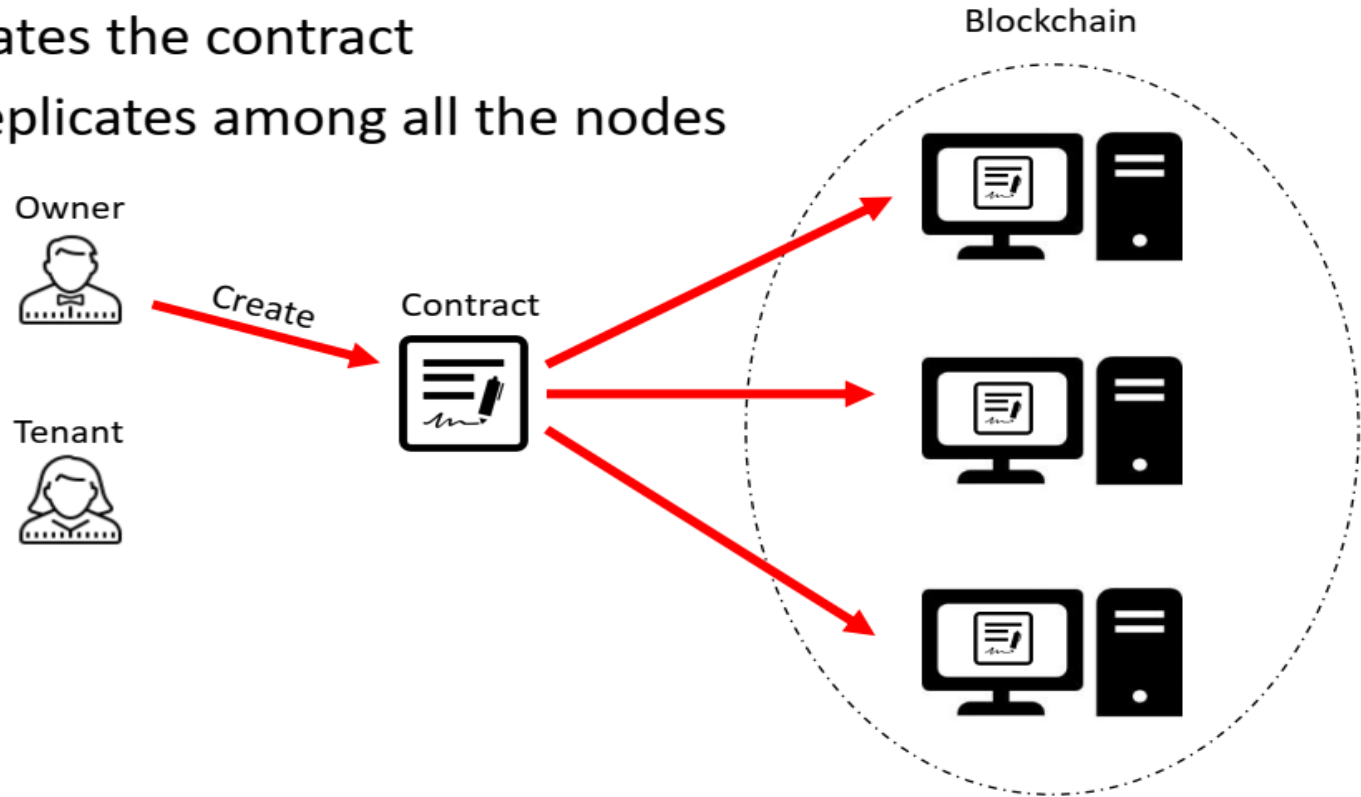 ates the contract
eplicates among all the nodes
Blockchain
Owner
Create
Contract
Tenant